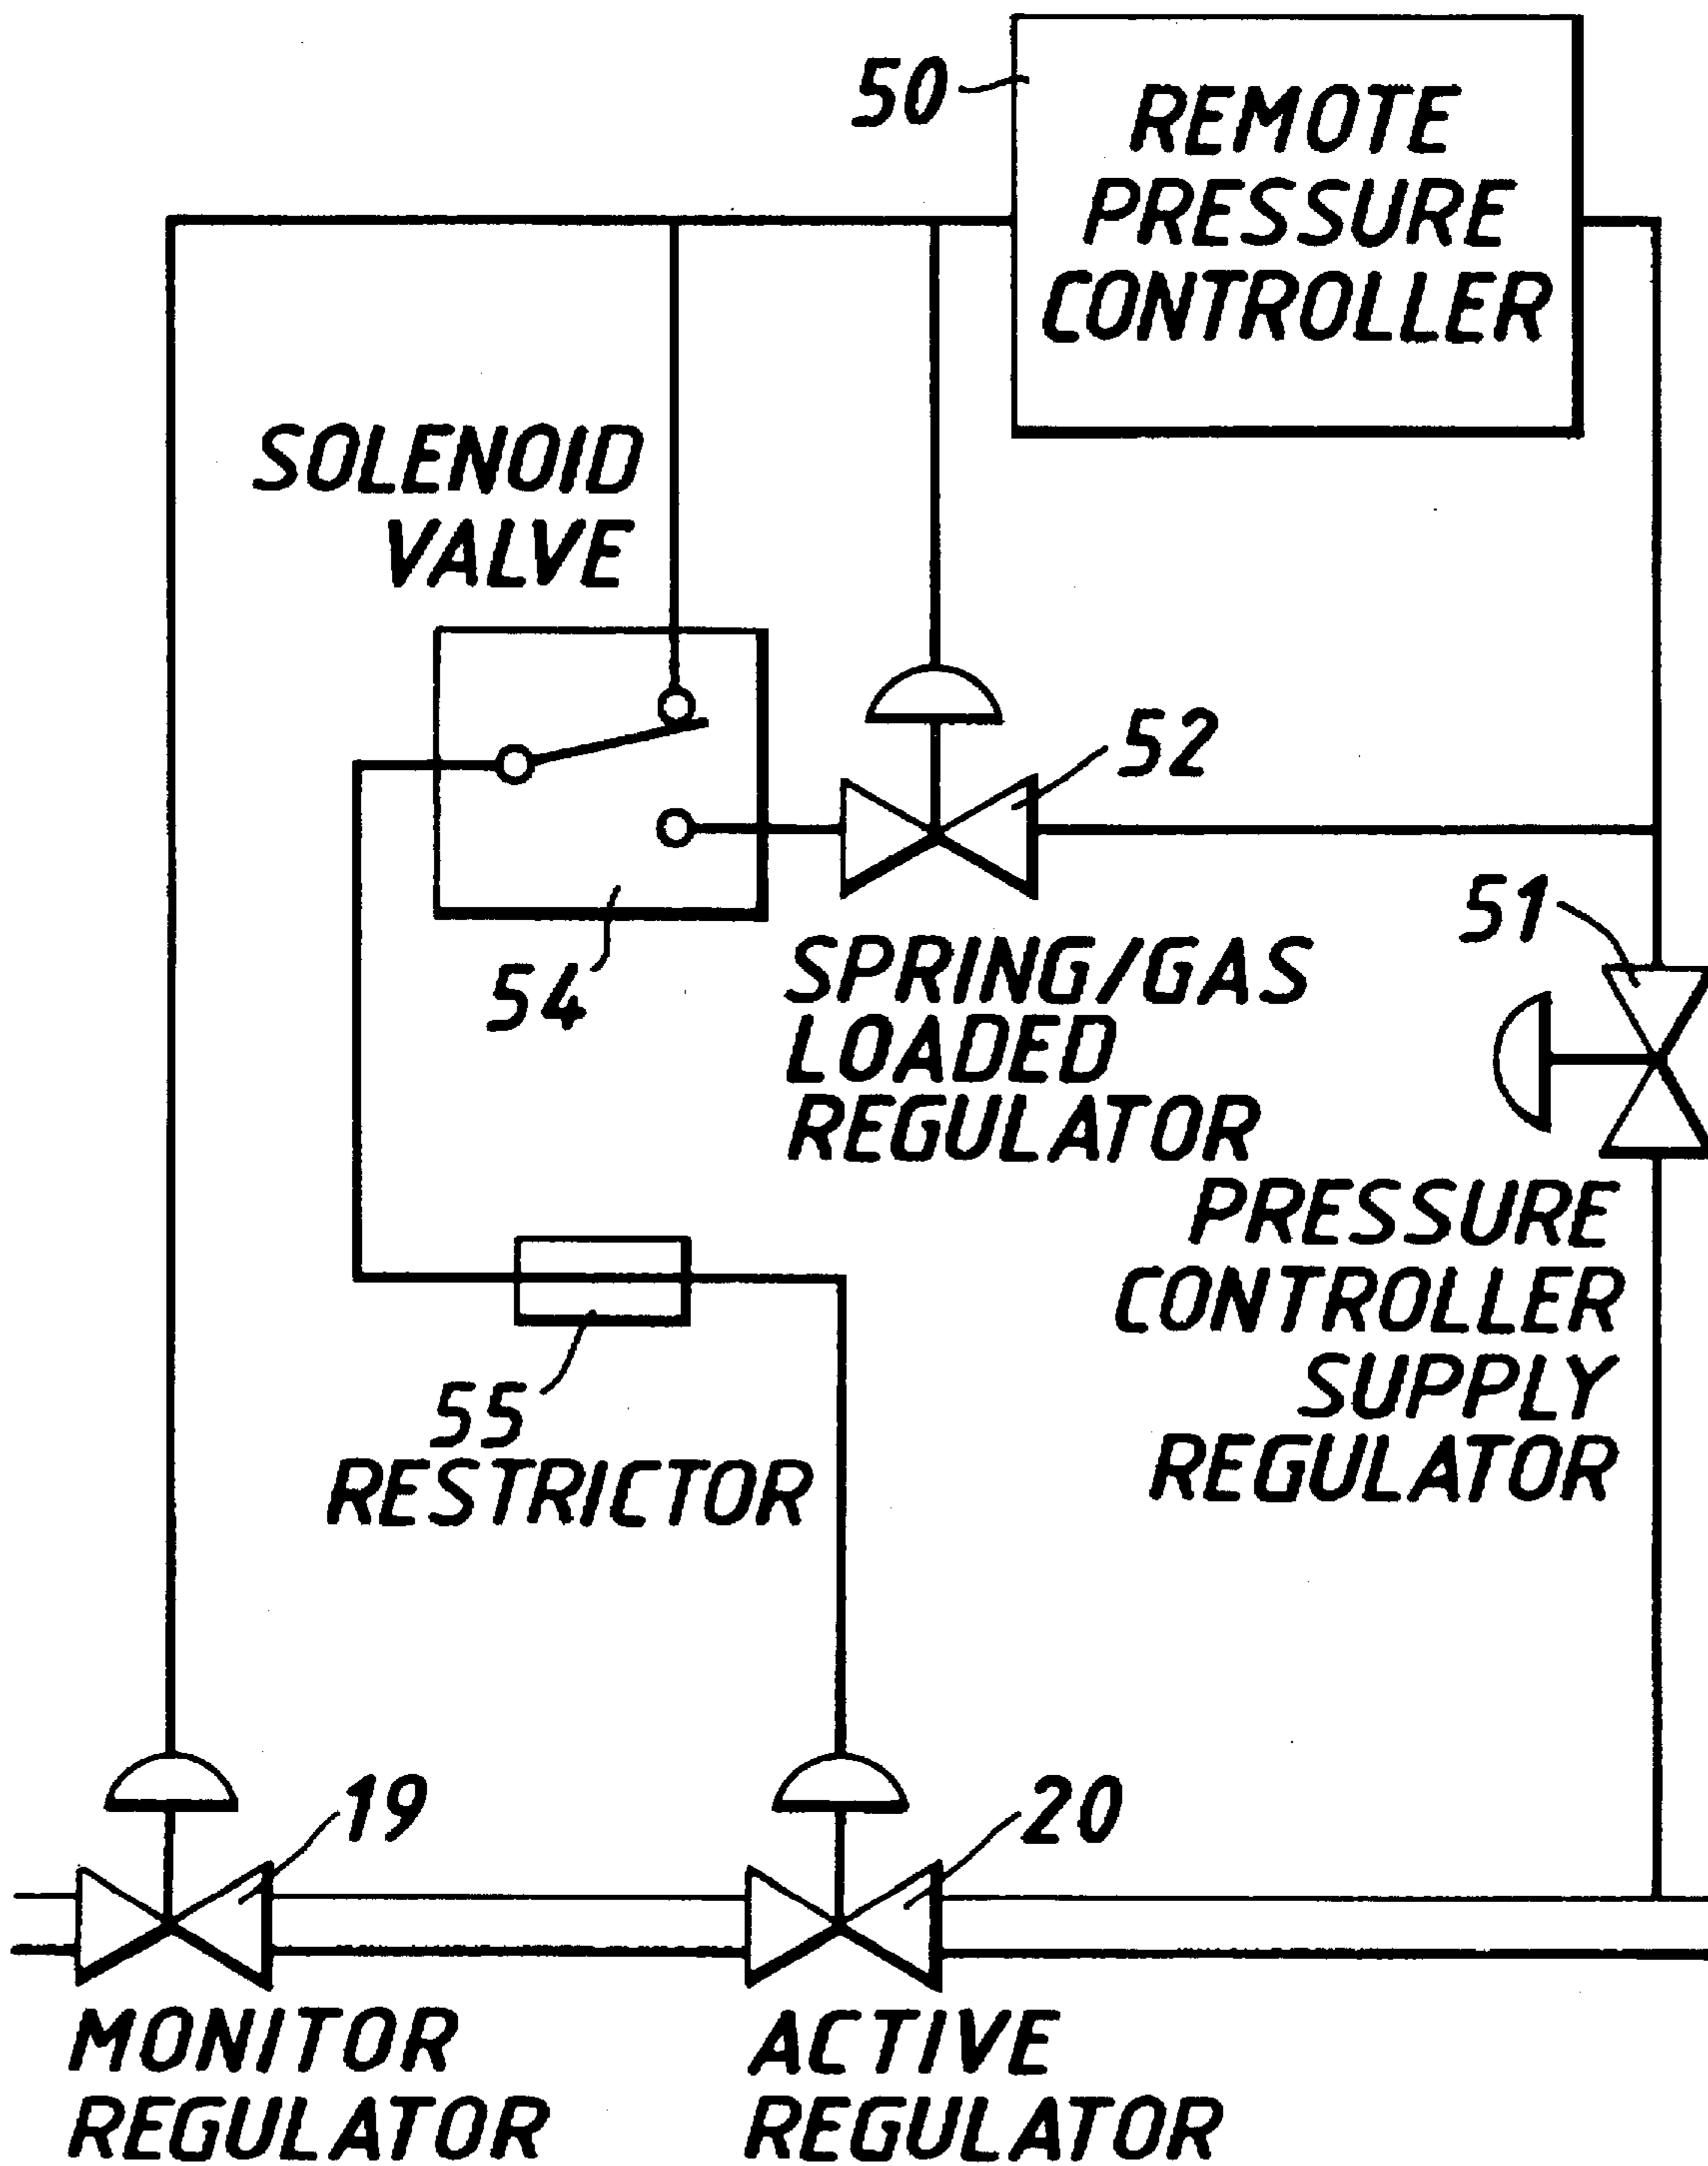 50
REMOTE
PRESSURE
CONTROLLER
SOLENOID
VALVE
52
51
54
SPRING/GAS
LOADED
REGULATOR
PRESSURE
CONTROLLER
SUPPLY
REGULATOR
55
RESTRICTOR
19
20
MONITOR
REGULATOR
ACTIVE
REGULATOR